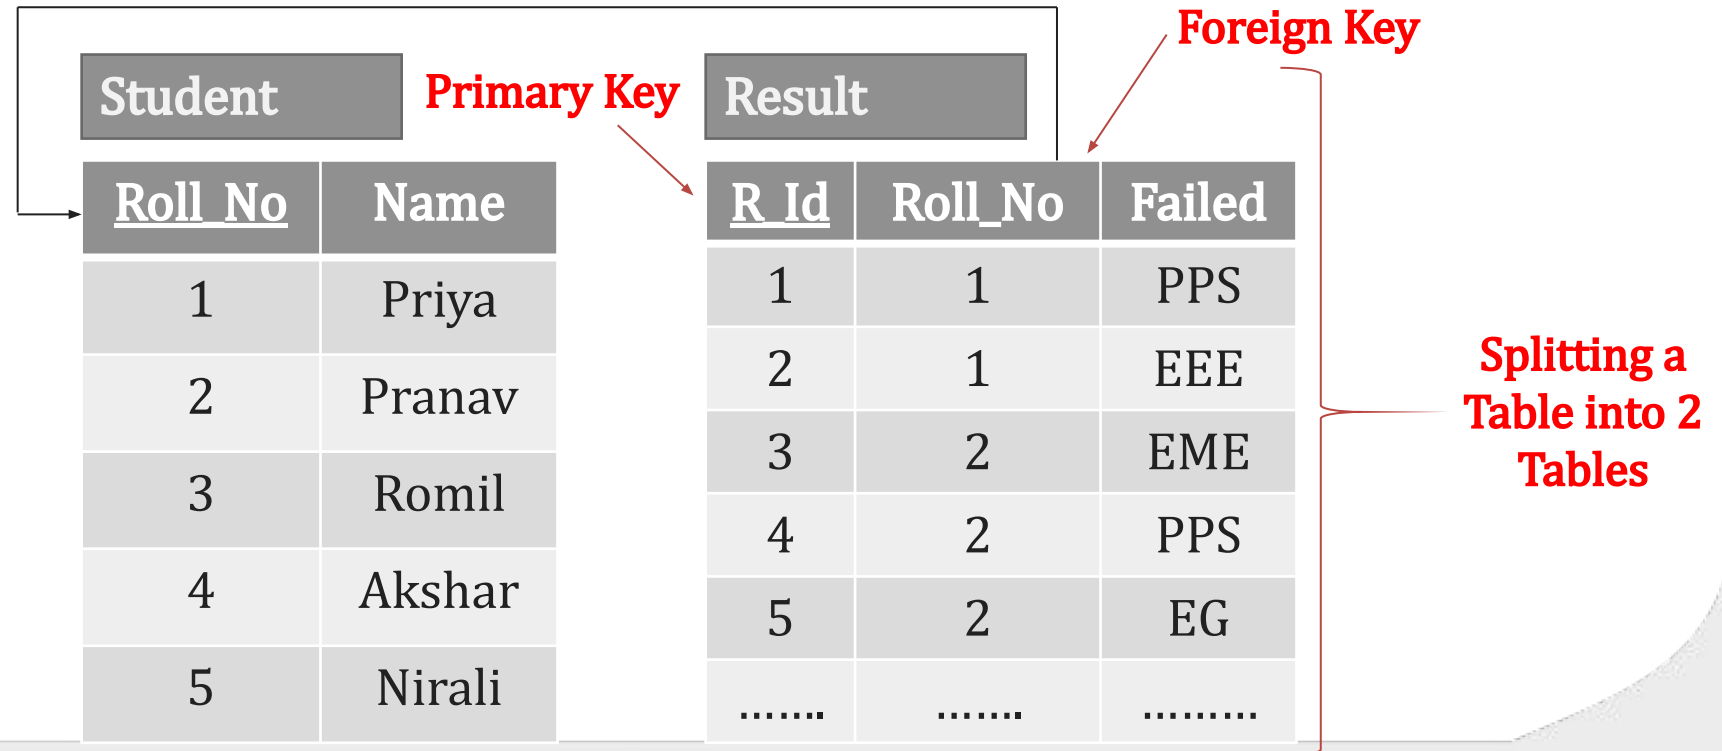 Foreign Key
Student
Primary Key
Result
Roll_No Name
1 Priya
2 Pranav
3 Romil
4 Akshar
5 Nirali
R_Id Roll_No Failed
1 1 PPS
2 1 EEE
3 2 EME
4 2 PPS
5 2 EG
……. ……. ………
Splitting a
Table into 2
Tables